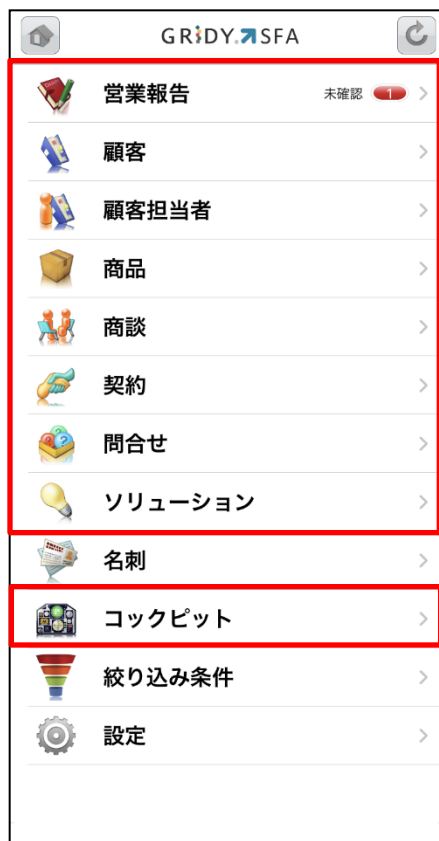 GRiDY.SFA
営業報告 未確認 1
顧客
顧客担当者
商品
商談
契約
問合せ
ソリューション
名刺
コックピット
絞り込み条件
設定